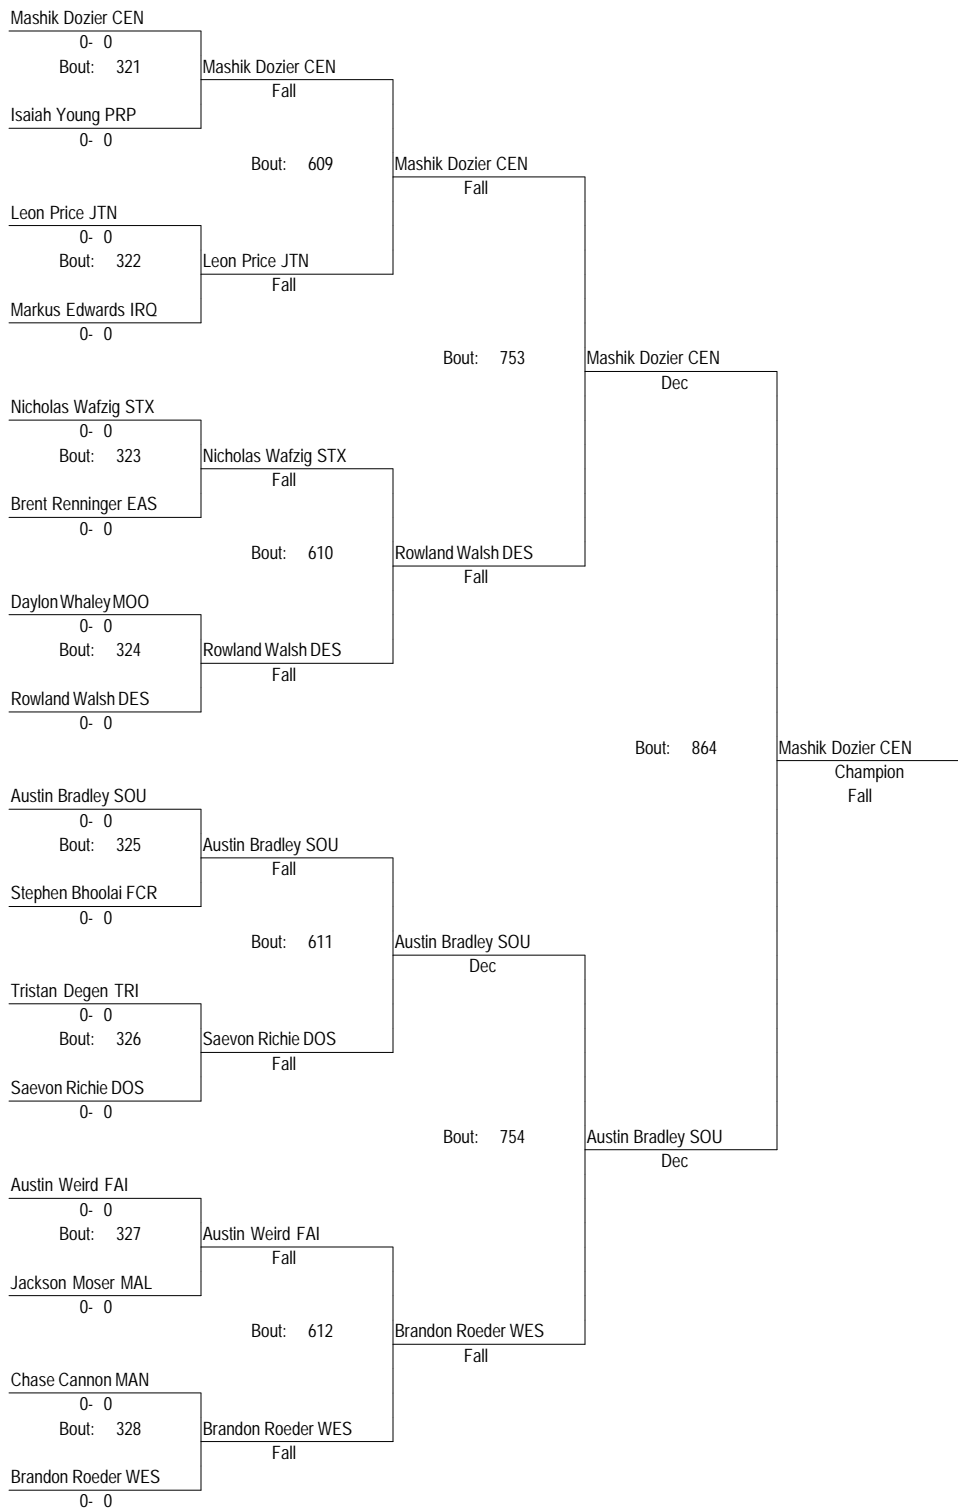 Mashik Dozier CEN
0- 0
Bout: 321
Mashik Dozier CEN
Fall
Isaiah Young PRP
0- 0
Bout: 609
Mashik Dozier CEN
Fall
Leon Price JTN
0- 0
Bout: 322
Leon Price JTN
Fall
Markus Edwards IRQ
0- 0
Bout: 753
Mashik Dozier CEN
Dec
Nicholas Wafzig STX
0- 0
Bout: 323
Nicholas Wafzig STX
Fall
Brent Renninger EAS
0- 0
Bout: 610
Rowland Walsh DES
Fall
Daylon Whaley MOO
0- 0
Bout: 324
Rowland Walsh DES
Fall
Rowland Walsh DES
0- 0
Bout: 864
Mashik Dozier CEN
Champion
Fall
Austin Bradley SOU
0- 0
Bout: 325
Austin Bradley SOU
Fall
Stephen Bhoolai FCR
0- 0
Bout: 611
Austin Bradley SOU
Dec
Tristan Degen TRI
0- 0
Bout: 326
Saevon Richie DOS
Fall
Saevon Richie DOS
0- 0
Bout: 754
Austin Bradley SOU
Dec
Austin Weird FAI
0- 0
Bout: 327
Austin Weird FAI
Fall
Jackson Moser MAL
0- 0
Bout: 612
Brandon Roeder WES
Fall
Chase Cannon MAN
0- 0
Bout: 328
Brandon Roeder WES
Fall
Brandon Roeder WES
0- 0